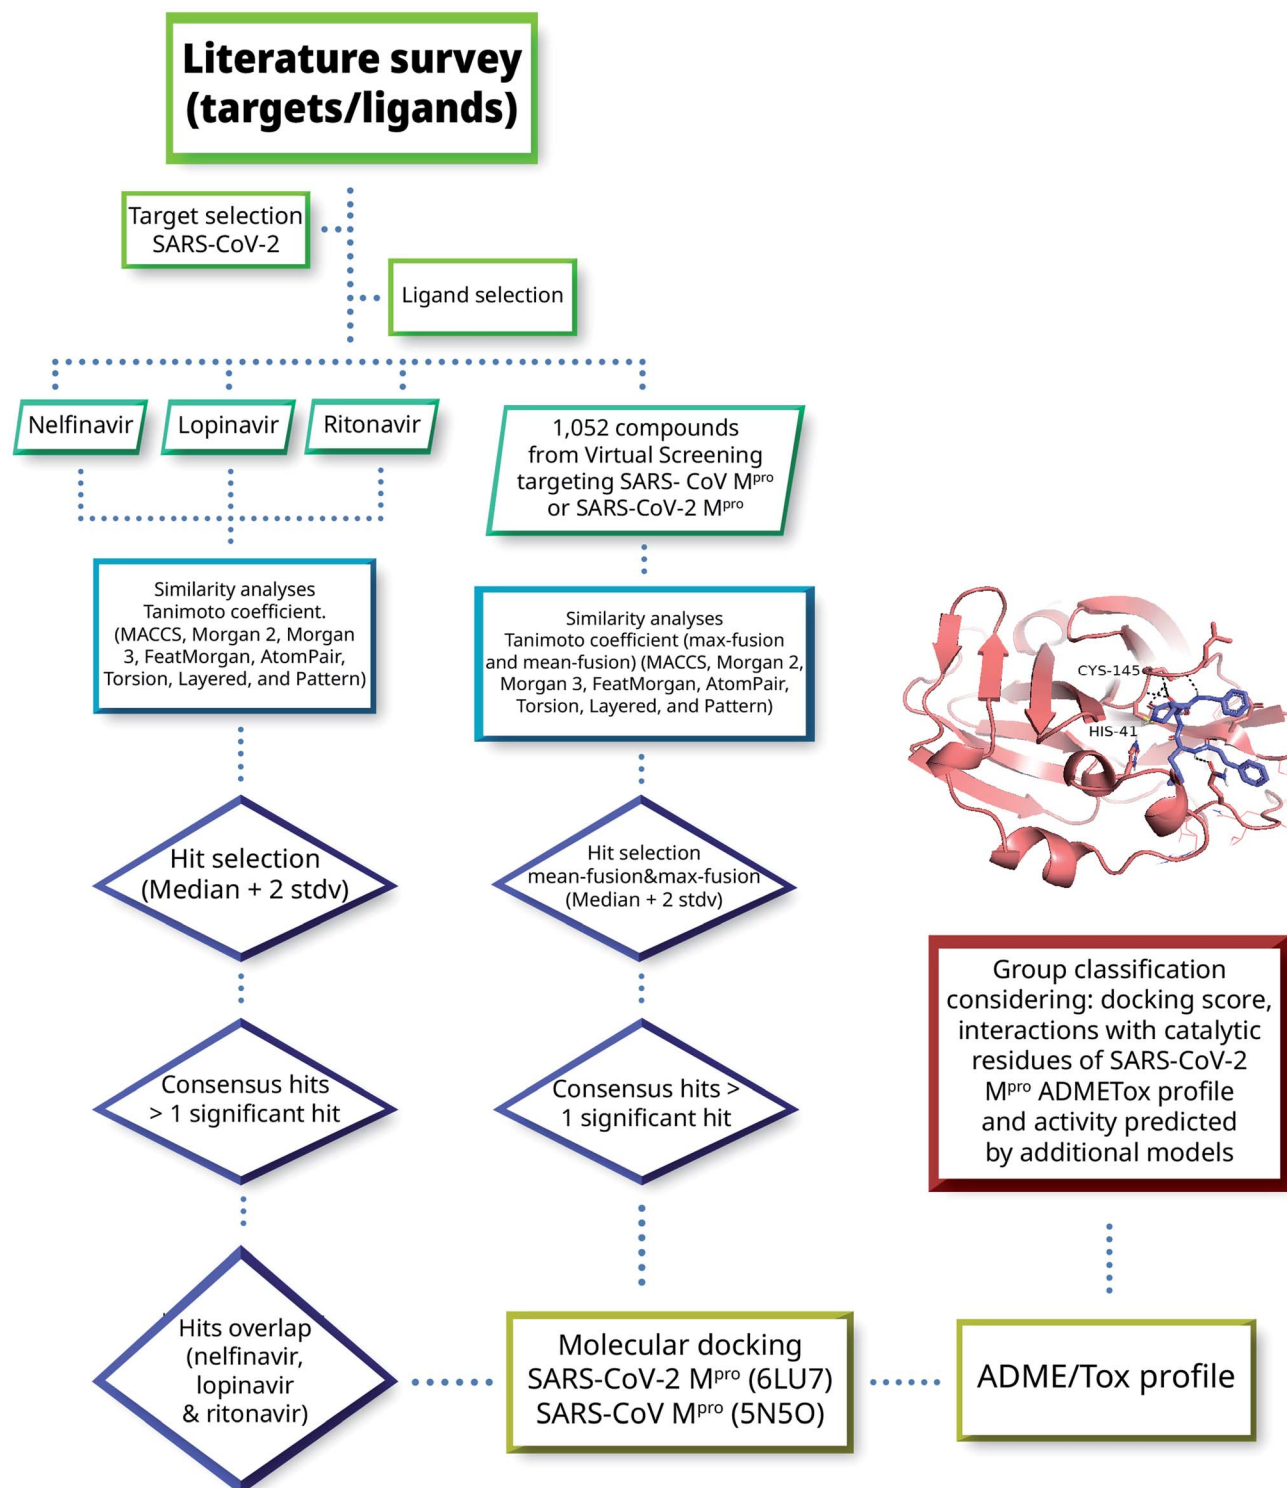 Literature survey
(targets/ligands)
Target selection
SARS-CoV-2
Ligand selection
Nelfinavir
Lopinavir
Ritonavir
1,052 compounds
from Virtual Screening
targeting SARS- CoV Mᵖʳᵒ
or SARS-CoV-2 Mᵖʳᵒ
Similarity analyses
Tanimoto coefficient.
(MACCS, Morgan 2, Morgan
3, FeatMorgan, AtomPair,
Torsion, Layered, and Pattern)
Similarity analyses
Tanimoto coefficient (max-fusion
and mean-fusion) (MACCS, Morgan 2,
Morgan 3, FeatMorgan, AtomPair,
Torsion, Layered, and Pattern)
CYS-145
HIS-41
Hit selection
(Median + 2 stdv)
Hit selection
mean-fusion&max-fusion
(Median + 2 stdv)
Consensus hits
> 1 significant hit
Consensus hits >
1 significant hit
Group classification
considering: docking score,
interactions with catalytic
residues of SARS-CoV-2
Mᵖʳᵒ ADMETox profile
and activity predicted
by additional models
Hits overlap
(nelfinavir,
lopinavir
& ritonavir)
Molecular docking
SARS-CoV-2 Mᵖʳᵒ (6LU7)
SARS-CoV Mᵖʳᵒ (5N5O)
ADME/Tox profile